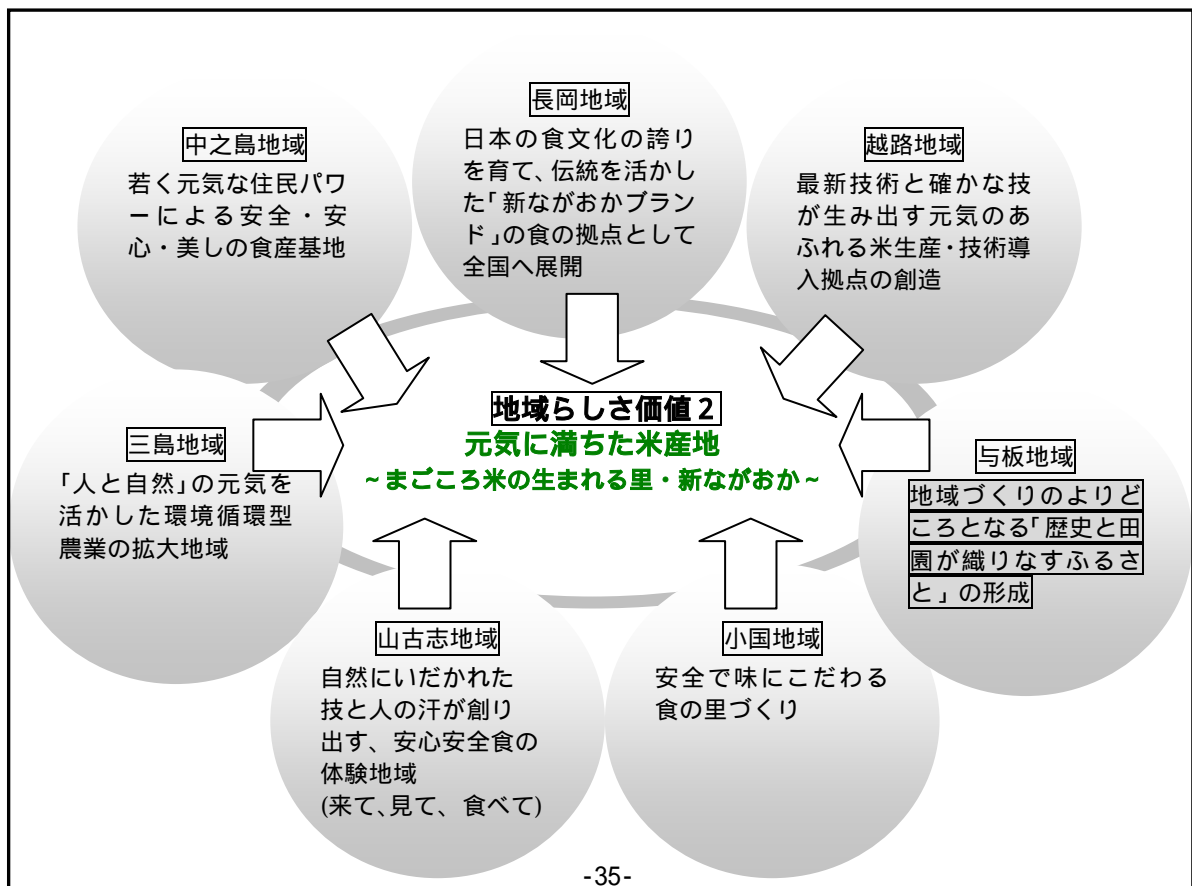 長岡地域
日本の食文化の誇り
を育て、伝統を活かし
た「新ながおかブラン
ド」の食の拠点として
全国へ展開
中之島地域
若く元気な住民パワ
ーによる安全・安
心・美しの食産基地
越路地域
最新技術と確かな技
が生み出す元気のあ
ふれる米生産・技術導
入拠点の創造
地域らしさ価値2
元気に満ちた米産地
~まごころ米の生まれる里・新ながおか~
三島地域
「人と自然」の元気を
活かした環境循環型
農業の拡大地域
与板地域
地域づくりのよりど
ころとなる「歴史と田
園が織りなすふるさ
と」の形成
山古志地域
自然にいだかれた
技と人の汗が創り
出す、安心安全食の
体験地域
(来て、見て、食べて)
小国地域
安全で味にこだわる
食の里づくり
-35-